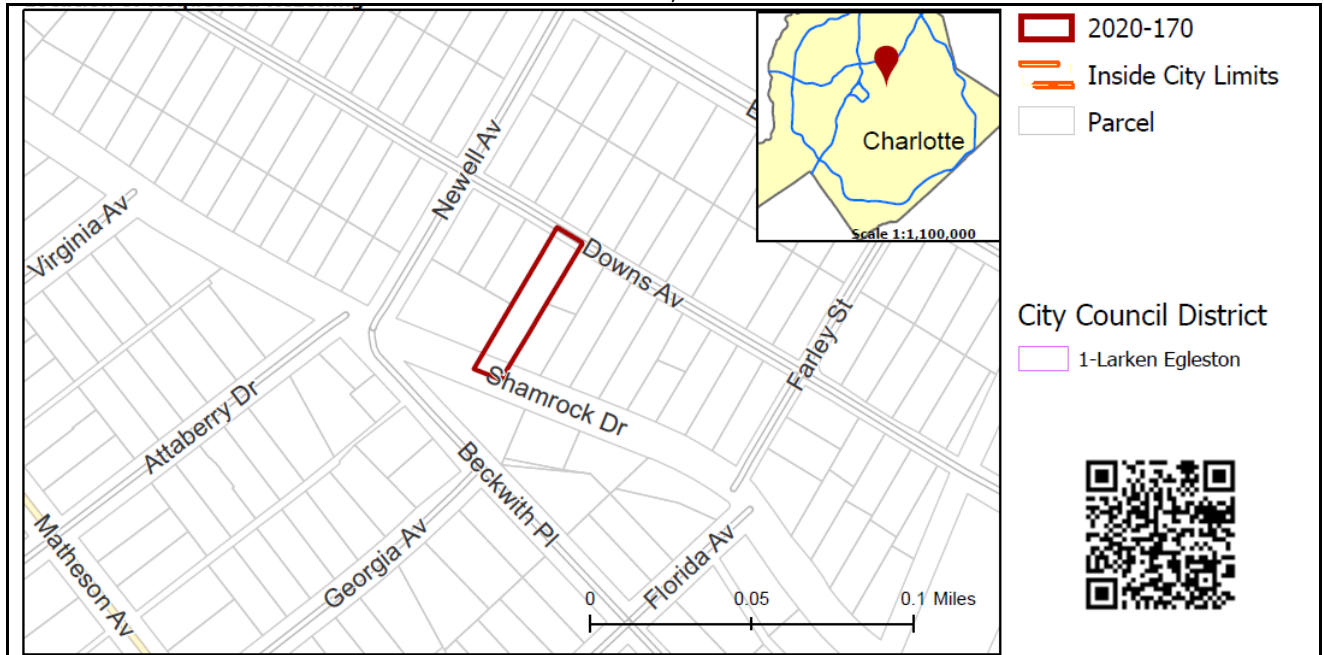 2020-170
Inside City Limits
Parcel
Charlotte
Scale 1:1,100,000
Newell Av
Virginia Av
Downs Av
Farley St
Shamrock Dr
Attaberry Dr
Beckwith Pl
Georgia Av
Florida Av
Matheson Av
0 0.05 0.1 Miles
City Council District
1-Larken Egleston